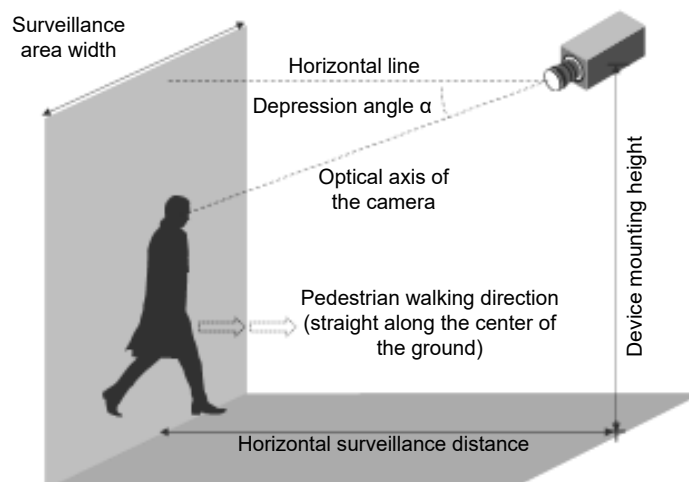 Surveillance
area width
Horizontal line
Depression angle α
Optical axis of
the camera
Device mounting height
Pedestrian walking direction
(straight along the center of
the ground)
Horizontal surveillance distance